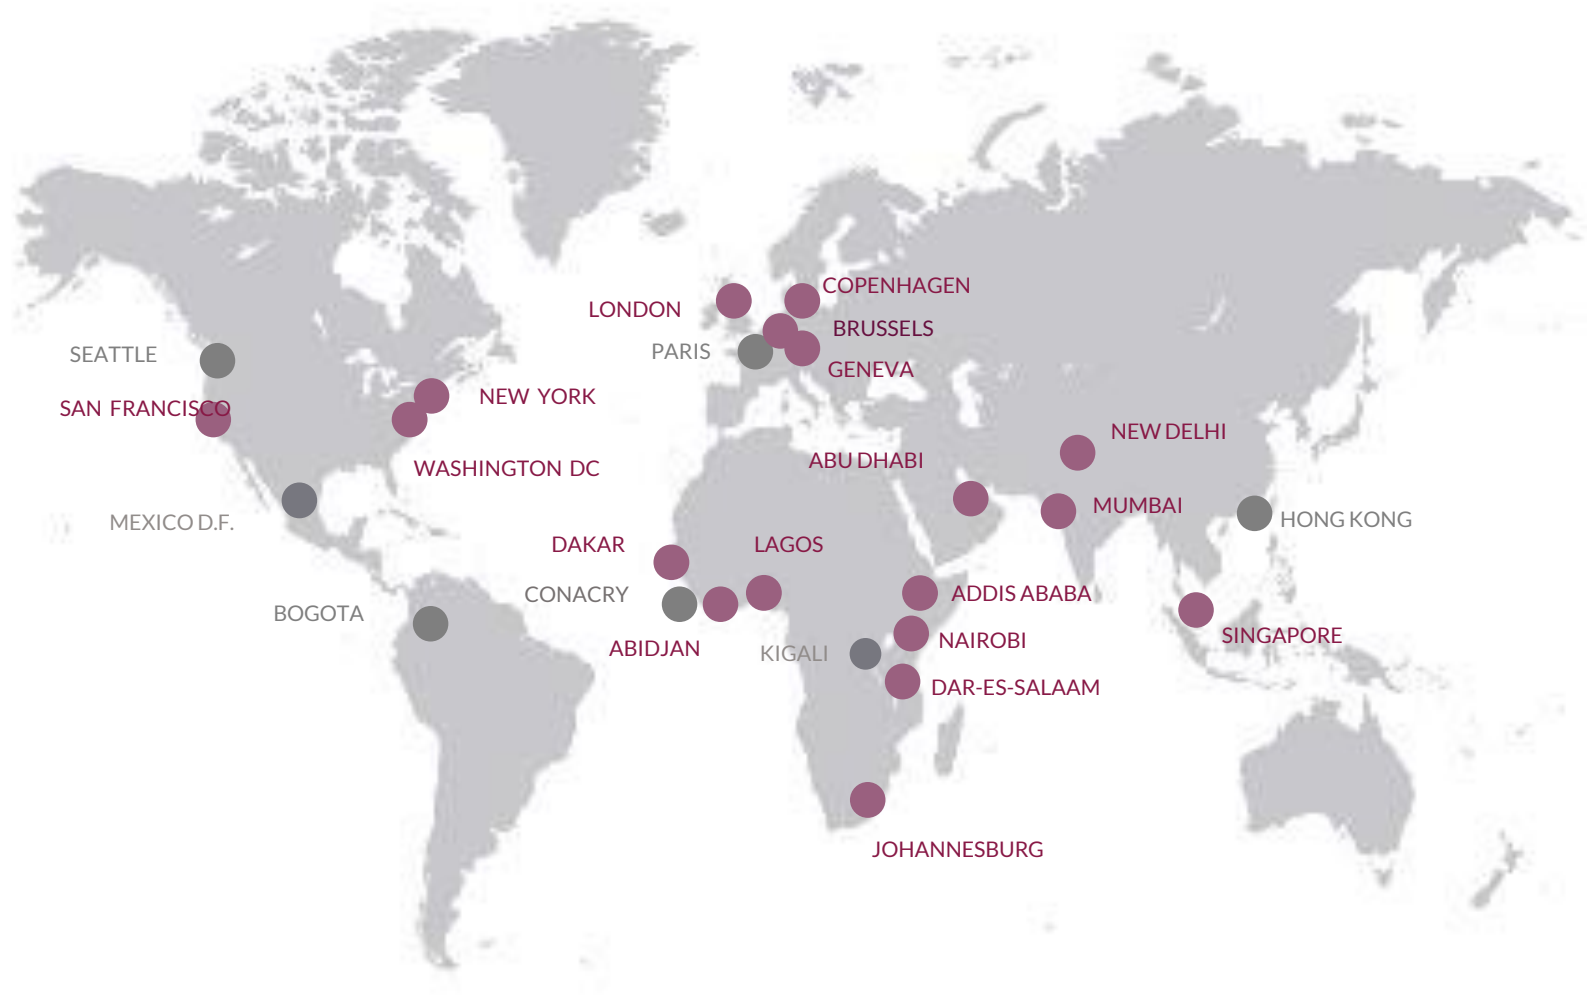 COPENHAGEN
LONDON
BRUSSELS
PARIS
SEATTLE
GENEVA
NEW YORK
SAN FRANCISCO
NEW DELHI
ABU DHABI
WASHINGTON DC
MUMBAI
HONG KONG
MEXICO D.F.
DAKAR
LAGOS
CONACRY
ADDIS ABABA
BOGOTA
SINGAPORE
NAIROBI
ABIDJAN
KIGALI
DAR-ES-SALAAM
JOHANNESBURG